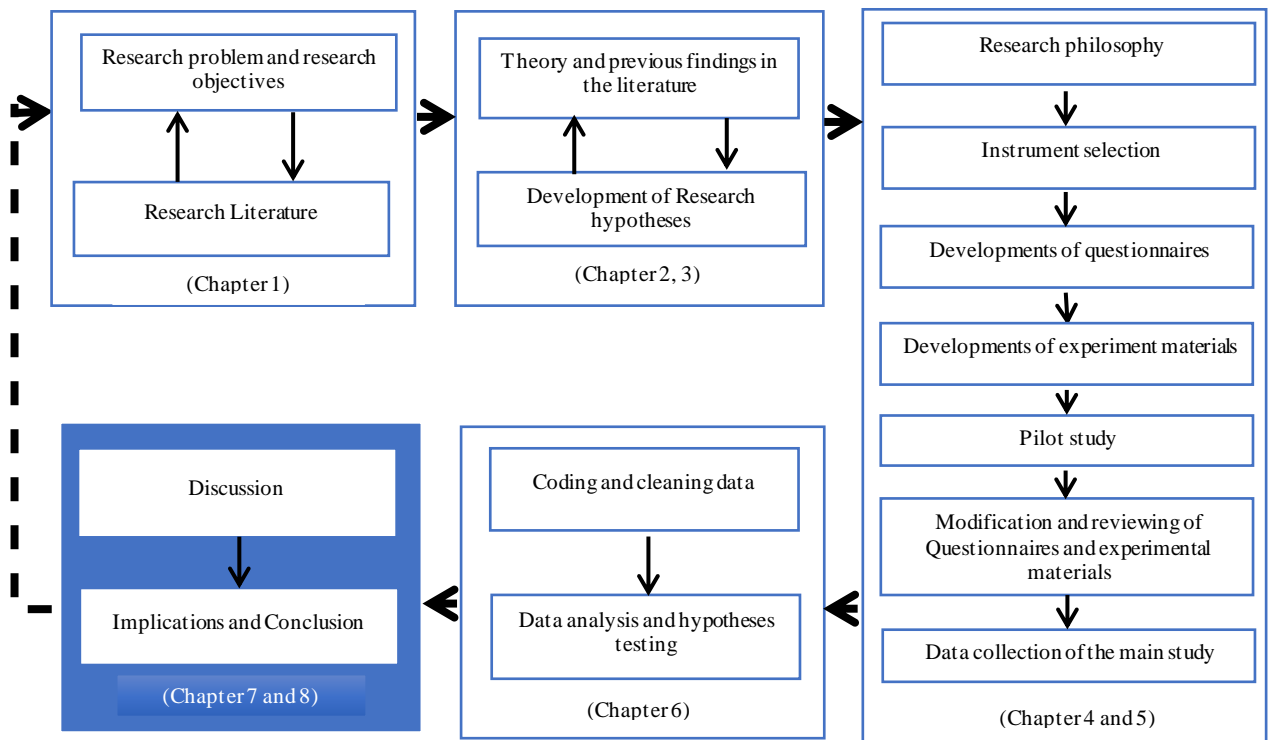 Research problem and research
objectives
Research Literature
(Chapter 1)
Theory and previous findings in
the literature
Development of Research
hypotheses
(Chapter 2, 3)
Research philosophy
Instrument selection
Developments of questionnaires
Developments of experiment materials
Pilot study
Modification and reviewing of
Questionnaires and experimental
materials
Data collection of the main study
(Chapter 4 and 5)
Coding and cleaning data
Data analysis and hypotheses
testing
(Chapter 6)
Discussion
Implications and Conclusion
(Chapter 7 and 8)